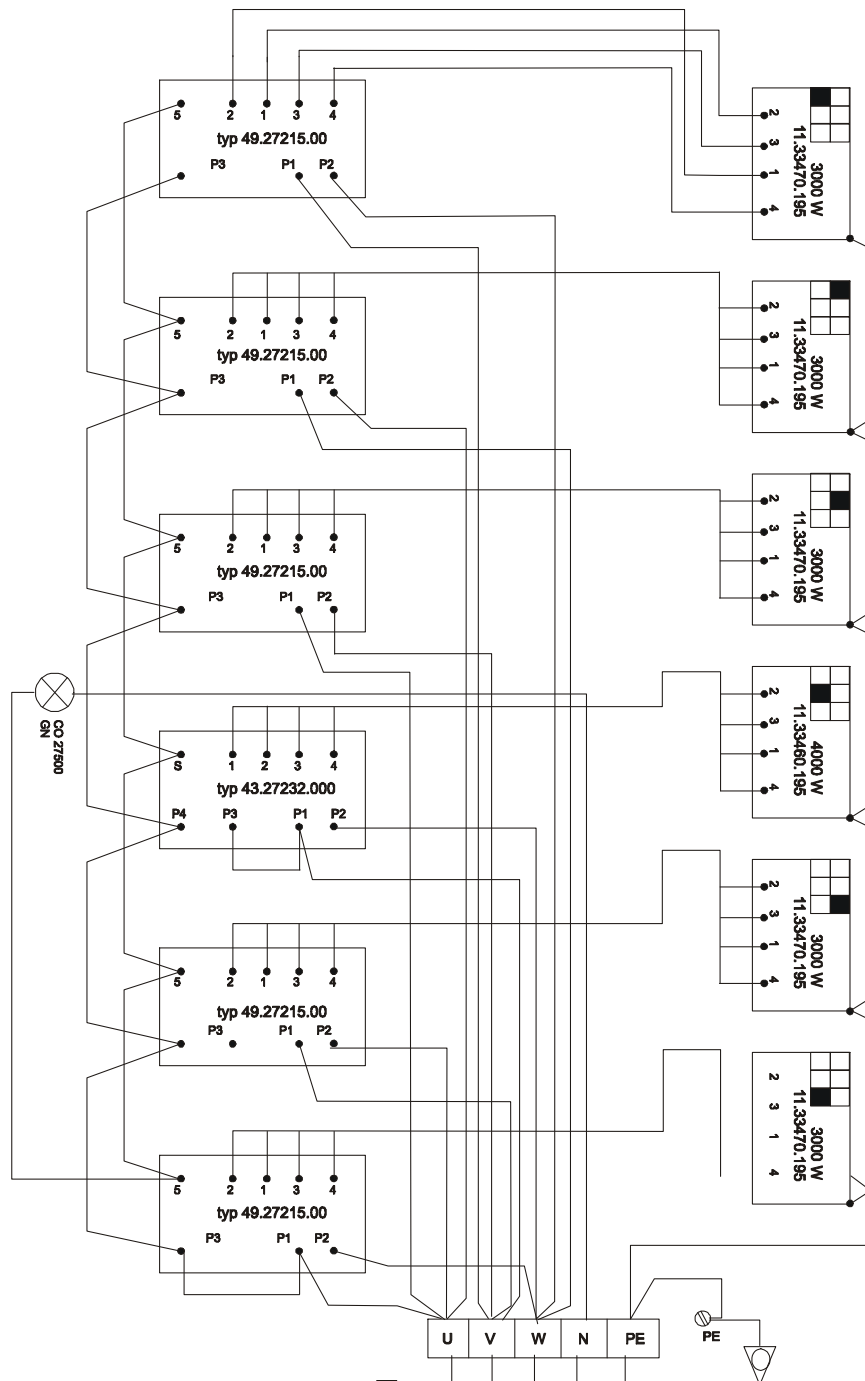 5 2 1 3 4
typ 49.27215.00
P3 P1 P2
2 3 1 4
11.33470.195
3000 W
5 2 1 3 4
typ 49.27215.00
P3 P1 P2
2 3 1 4
11.33470.195
3000 W
5 2 1 3 4
typ 49.27215.00
P3 P1 P2
2 3 1 4
11.33470.195
3000 W
CO 27500
GN
S 1 2 3 4
typ 43.27232.000
P4 P3 P1 P2
2 3 1 4
11.33460.195
4000 W
5 2 1 3 4
typ 49.27215.00
P3 P1 P2
2 3 1 4
11.33470.195
3000 W
5 2 1 3 4
typ 49.27215.00
P3 P1 P2
2 3 1 4
11.33470.195
3000 W
U V W N PE
PE